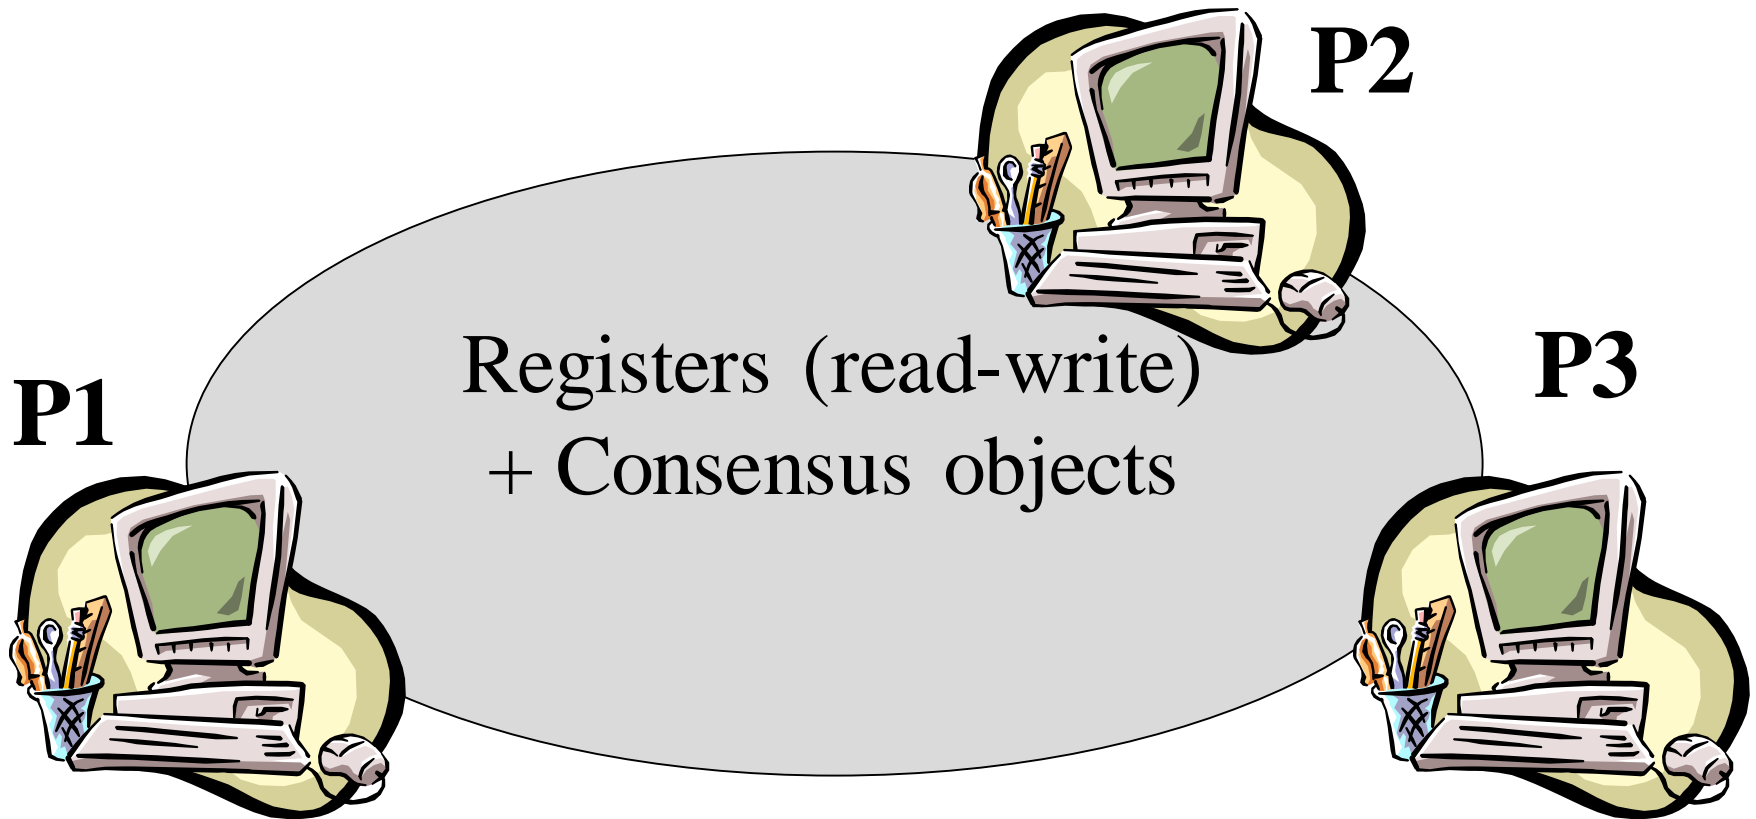 P2
Registers (read-write)
P3
P1
+ Consensus objects